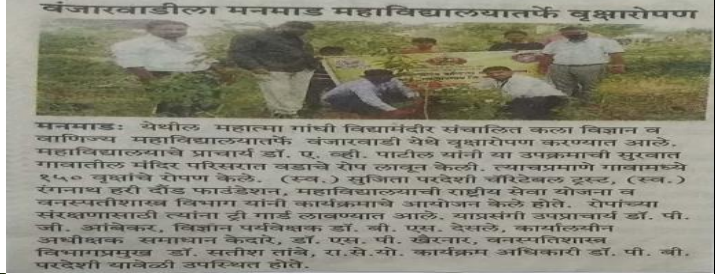 वंजारवाडीला मनमाड महाविद्यालयातर्फे वृक्षारोपण
मनमाड: येथील महात्मा गांधी विद्यामंदीर संचालित कला विज्ञान व
वाणिज्य महाविद्यालयातर्फे वंजारवाडी येथे वृक्षारोपण करण्यात आले.
महाविद्यालयाचे प्राचार्य डॉ. ए. व्ही. पाटील यांनी या उपक्रमाची सुरवात
गावातील मंदिर परिसरात वडाचे रोप लावून केली. त्याचप्रमाणे गावामध्ये
१५० वृक्षांचे रोपण केले. (स्व.) सुजिता परदेशी चॅरिटेबल ट्रस्ट, (स्व.)
रंगनाथ हरी दौंड फाउंडेशन, महाविद्यालयाची राष्ट्रीय सेवा योजना व
वनस्पतीशास्त्र विभाग यांनी कार्यक्रमाचे आयोजन केले होते. रोपांच्या
संरक्षणासाठी त्यांना ट्री गार्ड लावण्यात आले. याप्रसंगी उपप्राचार्य डॉ. पी.
जी. आंबेकर, विज्ञान पर्यवेक्षक डॉ. बी. एस. देसले, कार्यालयीन
अधीक्षक समाधान केदारे, डॉ. एस. पी. खैरनार, वनस्पतिशास्त्र
विभागप्रमुख डॉ. सतीश तांबे, रा.से.यो. कार्यक्रम अधिकारी डॉ. पी. बी.
परदेशी यावेळी उपस्थित होते.